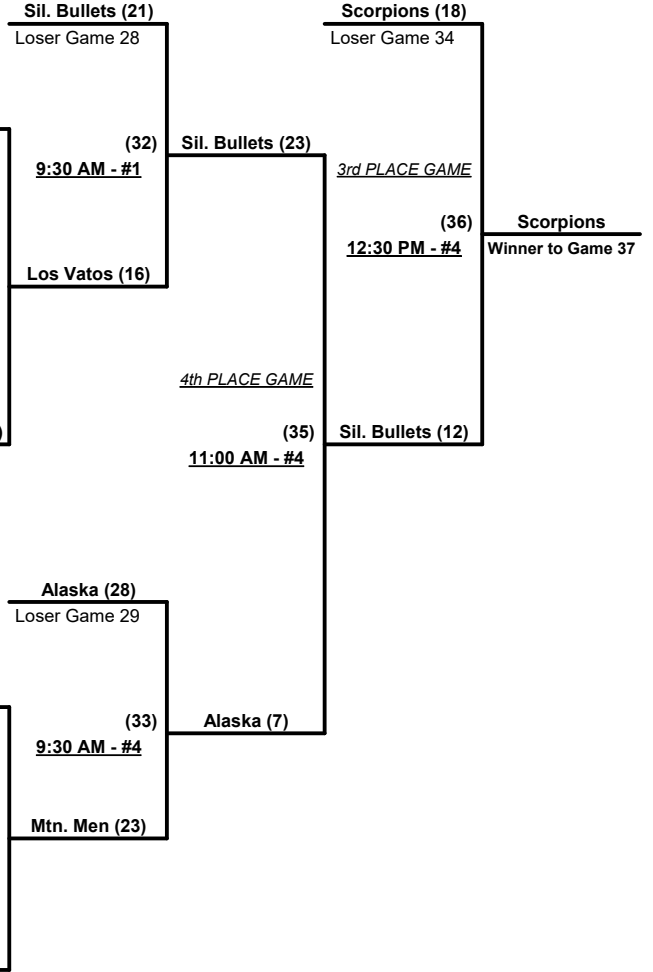 Sil. Bullets (21)
Loser Game 28
(32)
9:30 AM - #1
Los Vatos (16)
Sil. Bullets (23)
4th PLACE GAME
(35)
11:00 AM - #4
Alaska (28)
Loser Game 29
(33)
9:30 AM - #4
Mtn. Men (23)
Alaska (7)
Scorpions (18)
Loser Game 34
3rd PLACE GAME
(36)
12:30 PM - #4
Sil. Bullets (12)
Scorpions
Winner to Game 37
)